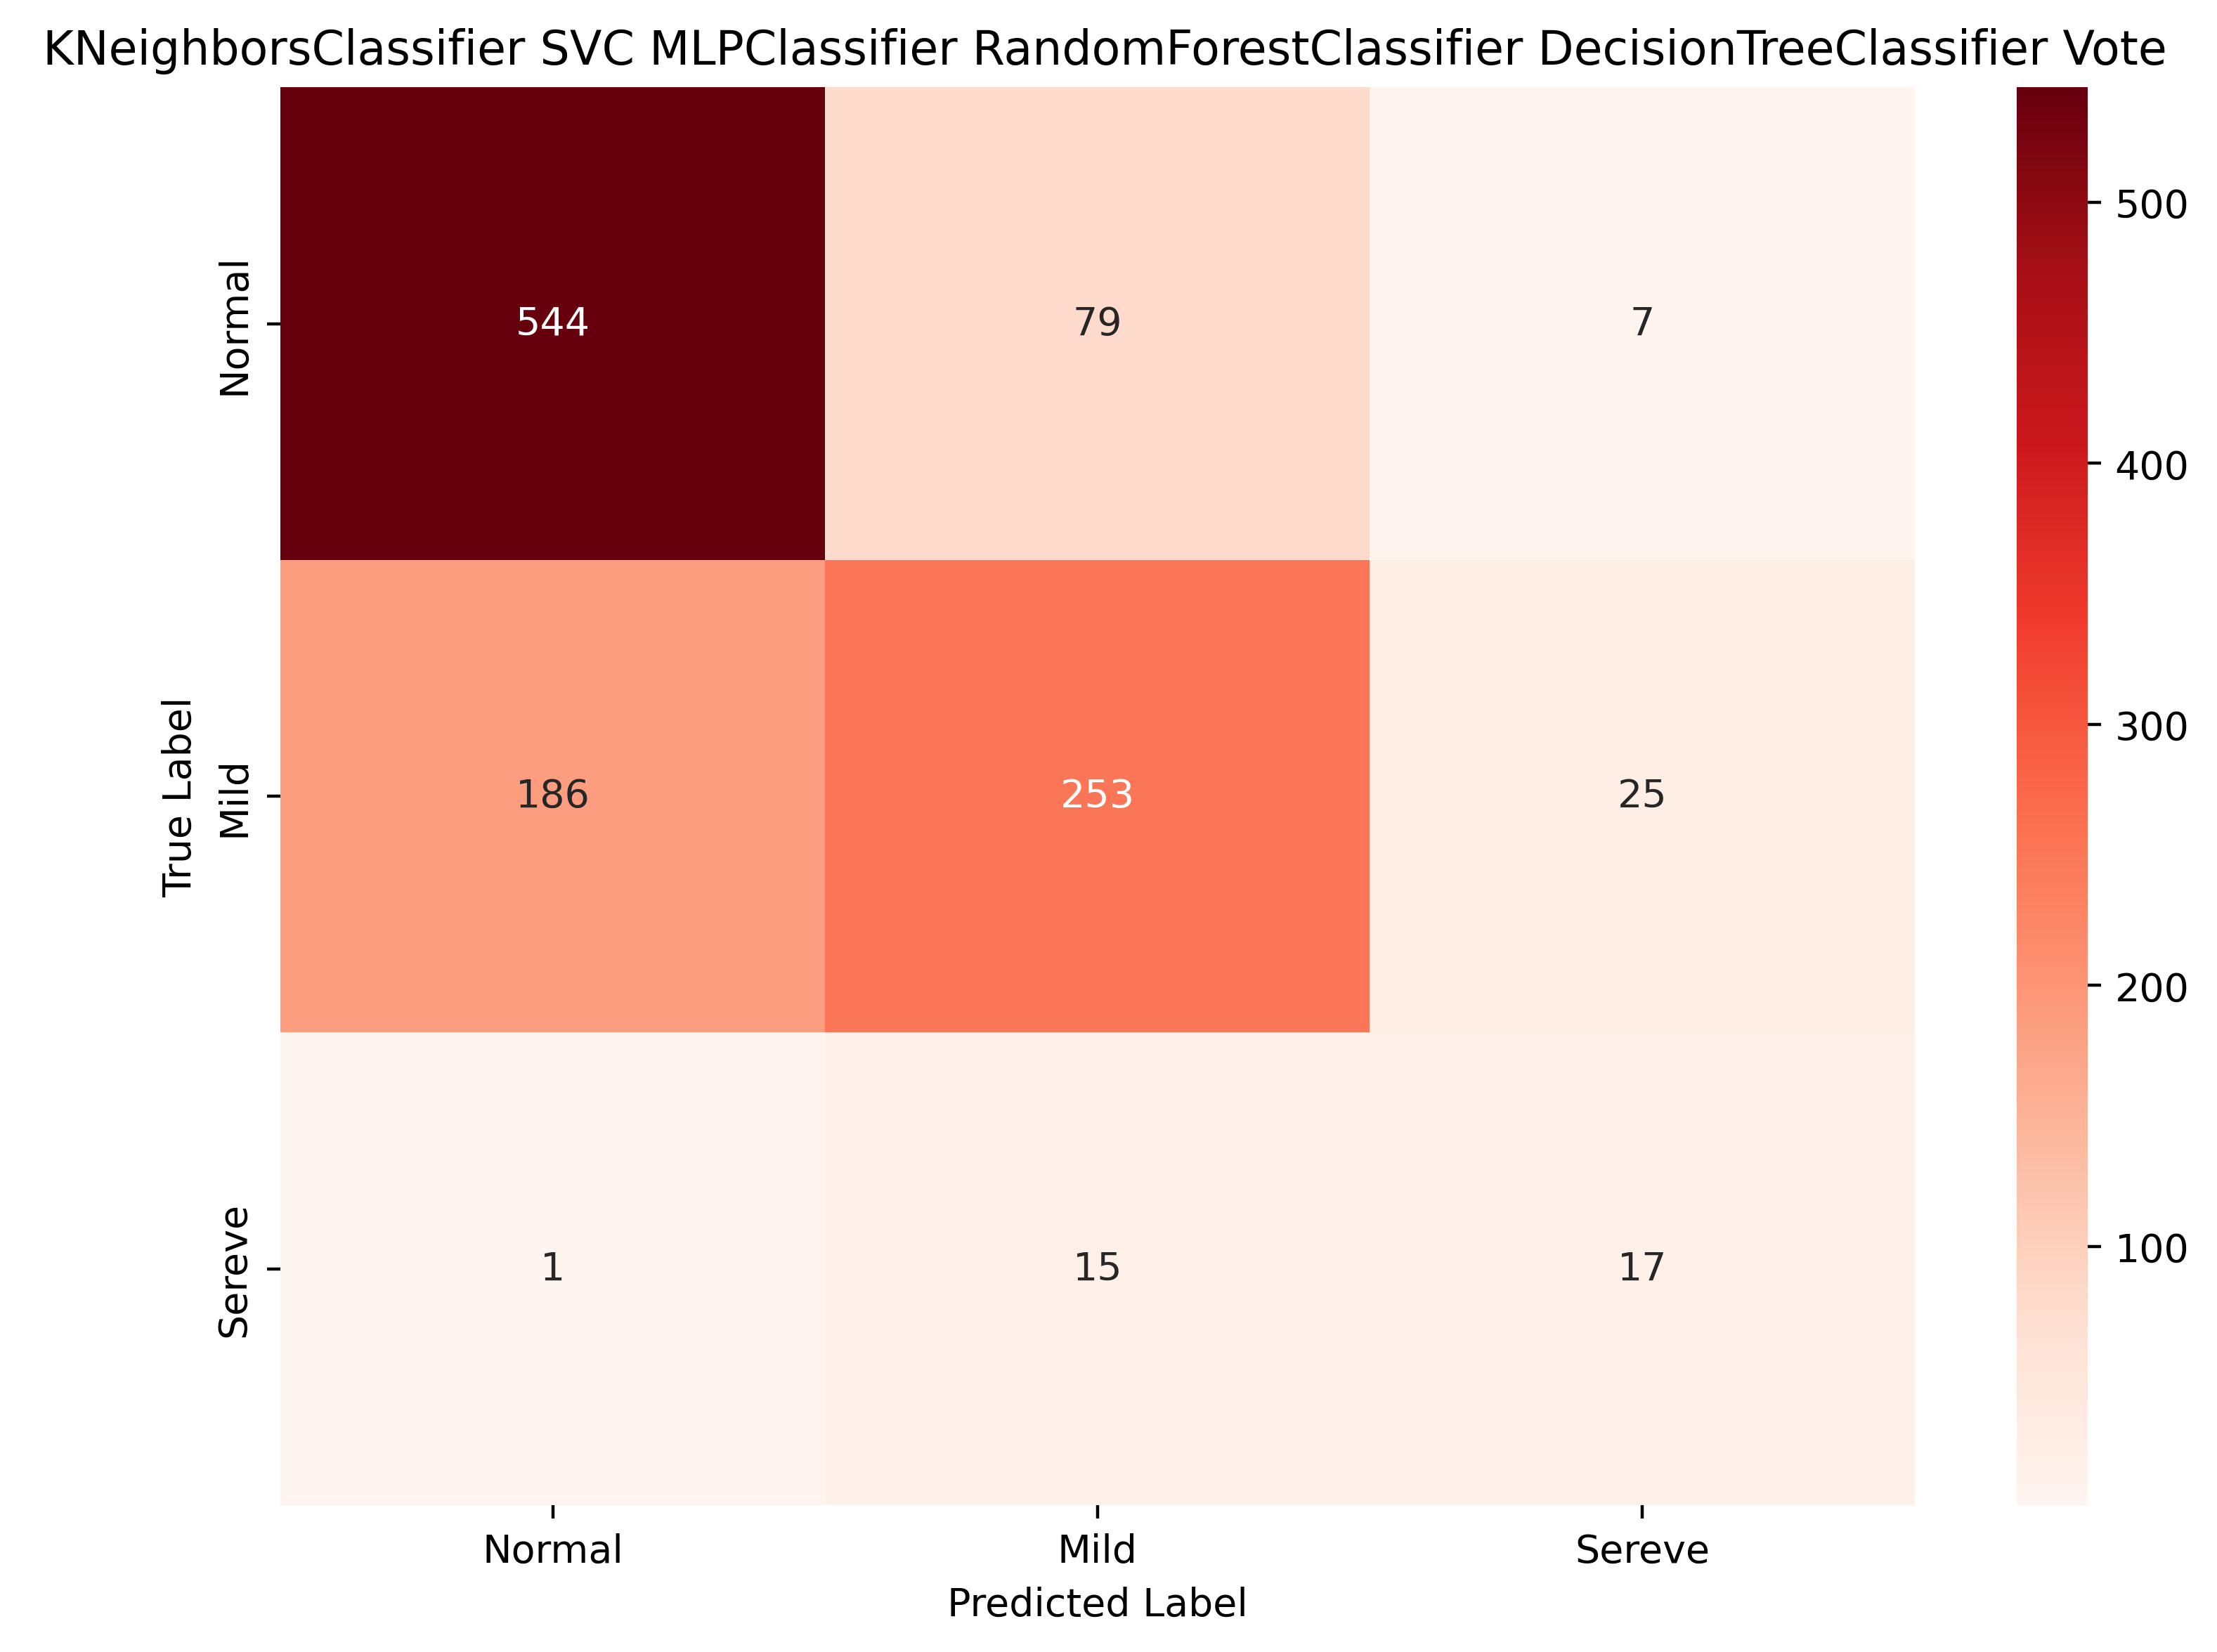 KNeighborsClassifier SVC MLPClassifier RandomForestClassifier DecisionTreeClassifier Vote
True Label
Normal
544 79 7
Mild
186 253 25
Sereve
1 15 17
Normal Mild Sereve
Predicted Label
500
400
300
200
100